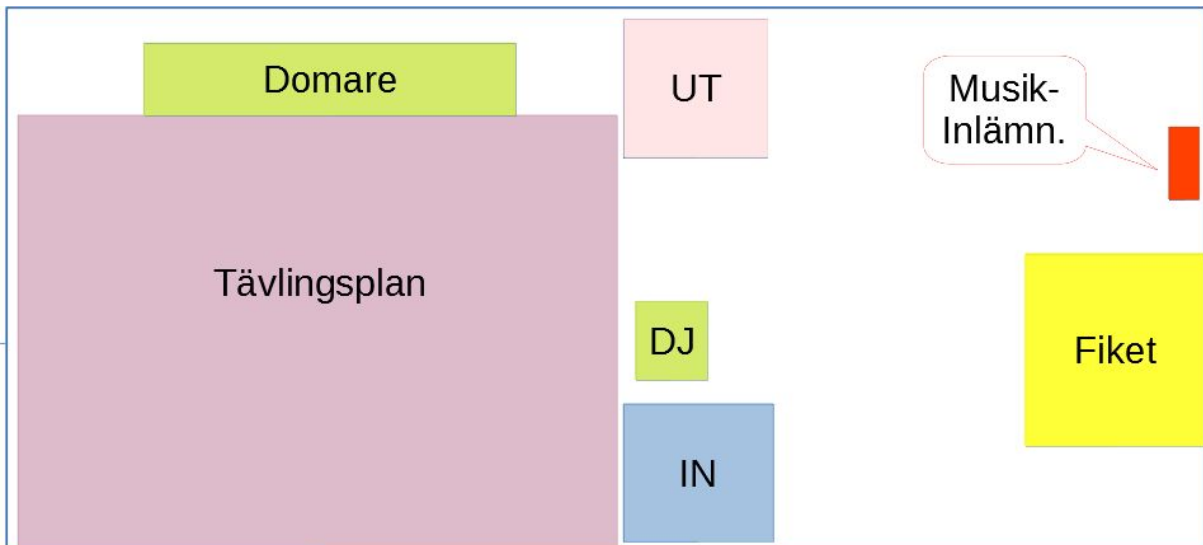 Domare
UT
Musik-
Inlämn.
Tävlingsplan
DJ
Fiket
IN